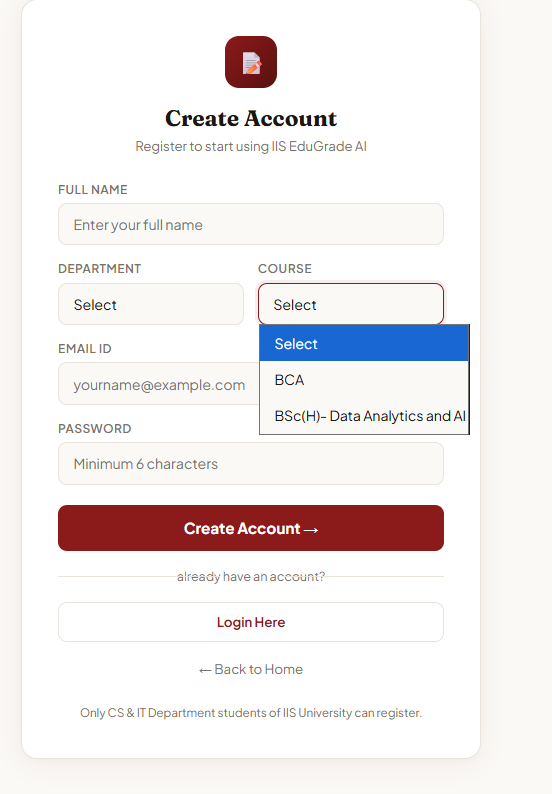 Create Account
Register to start using IIS EduGrade AI
FULL NAME
Enter your full name
DEPARTMENT
COURSE
Select
Select
Select
BCA
BSc(H)- Data Analytics and AI
EMAIL ID
yourname@example.com
PASSWORD
Minimum 6 characters
Create Account →
already have an account?
Login Here
← Back to Home
Only CS & IT Department students of IIS University can register.